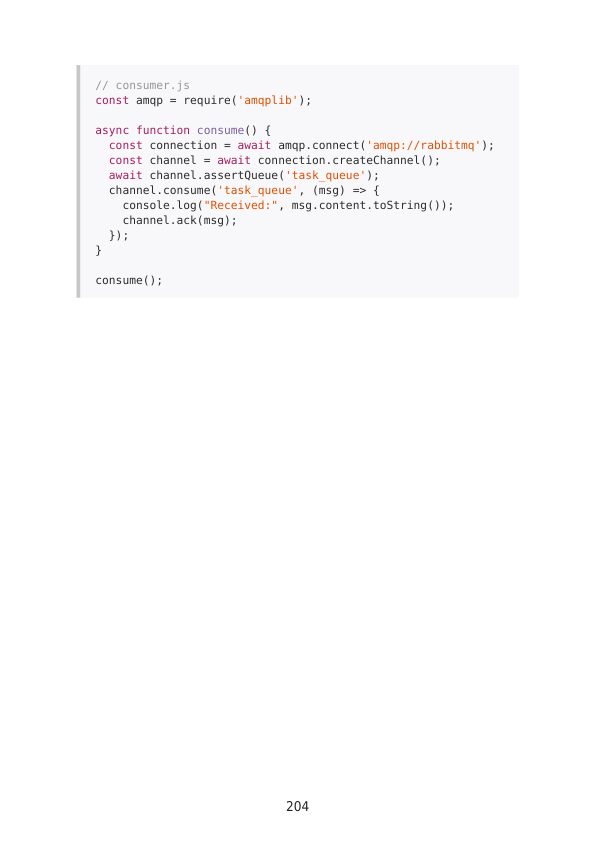 // consumer.js
const amqp = require('amqplib');

async function consume() {
  const connection = await amqp.connect('amqp://rabbitmq');
  const channel = await connection.createChannel();
  await channel.assertQueue('task_queue');
  channel.consume('task_queue', (msg) => {
    console.log("Received:", msg.content.toString());
    channel.ack(msg);
  });
}

consume();
204